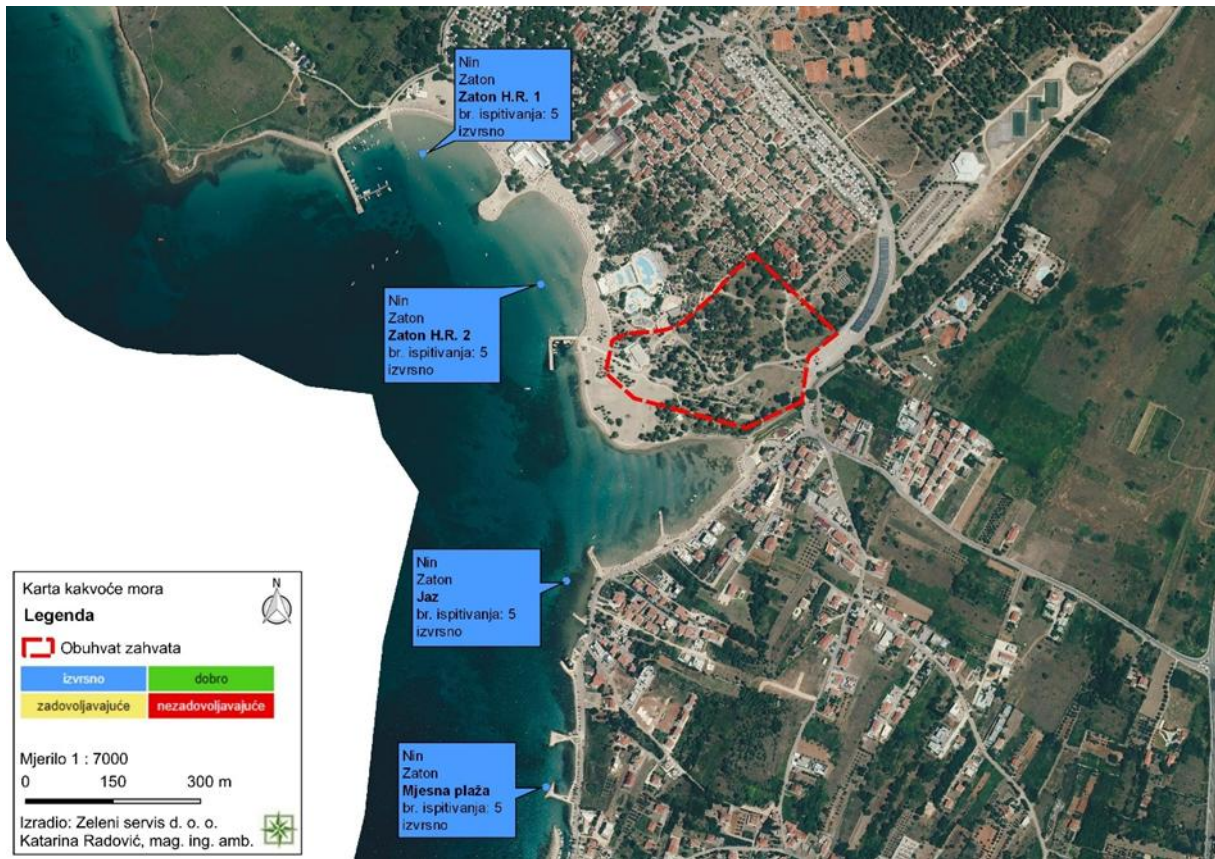 Nin
Zaton
Zaton H.R. 1
br. ispitivanja: 5
izvrsno
Nin
Zaton
Zaton H.R. 2
br. ispitivanja: 5
izvrsno
Nin
Zaton
Jaz
br. ispitivanja: 5
izvrsno
Nin
Zaton
Mjesna plaža
br. ispitivanja: 5
izvrsno
Karta kakvoće mora
N
Legenda
Obuhvat zahvata
izvrsno dobro
zadovoljavajuće nezadovoljavajuće
Mjerilo 1 : 7000
0 150 300 m
Izradio: Zeleni servis d. o. o.
Katarina Radović, mag. ing. amb.